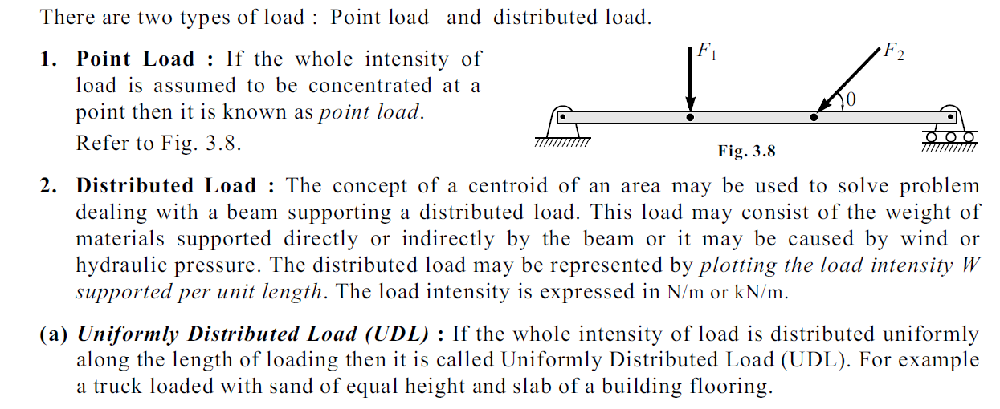 There are two types of load : Point load and distributed load.
1. Point Load : If the whole intensity of
load is assumed to be concentrated at a
point then it is known as point load.
Refer to Fig. 3.8.
F1
F2
θ
Fig. 3.8
2. Distributed Load : The concept of a centroid of an area may be used to solve problem
dealing with a beam supporting a distributed load. This load may consist of the weight of
materials supported directly or indirectly by the beam or it may be caused by wind or
hydraulic pressure. The distributed load may be represented by plotting the load intensity W
supported per unit length. The load intensity is expressed in N/m or kN/m.
(a) Uniformly Distributed Load (UDL) : If the whole intensity of load is distributed uniformly
along the length of loading then it is called Uniformly Distributed Load (UDL). For example
a truck loaded with sand of equal height and slab of a building flooring.